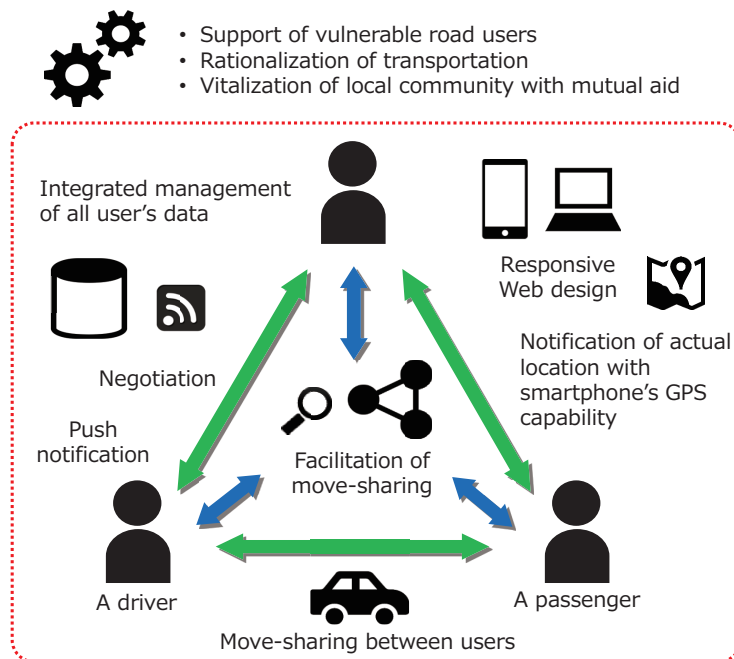 • Support of vulnerable road users
• Rationalization of transportation
• Vitalization of local community with mutual aid
Integrated management
of all user's data
Responsive
Web design
Notification of actual
location with
smartphone's GPS
capability
Negotiation
Push
notification
Facilitation of
move-sharing
A driver
A passenger
Move-sharing between users